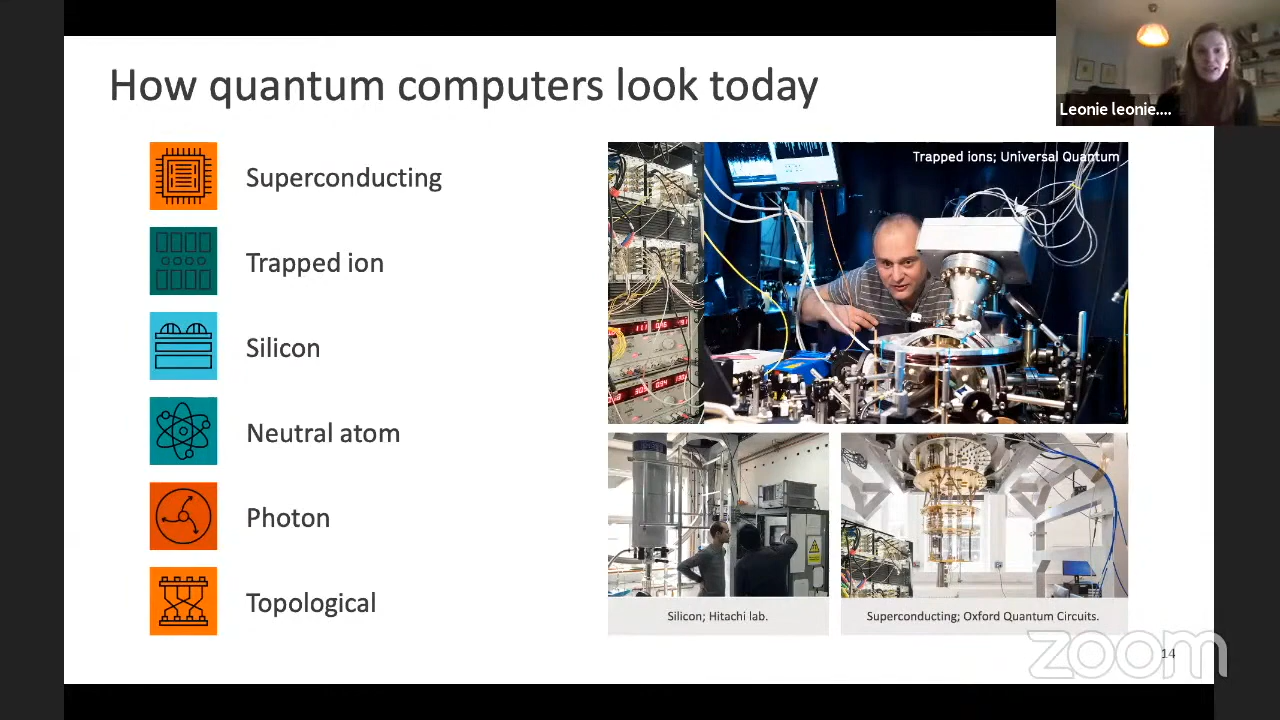 How quantum computers look today
Leonie leonie....
Superconducting
Trapped ion
Silicon
Neutral atom
Photon
Topological
Trapped ions; Universal Quantum
Silicon; Hitachi lab.
Superconducting; Oxford Quantum Circuits.
14
zoom